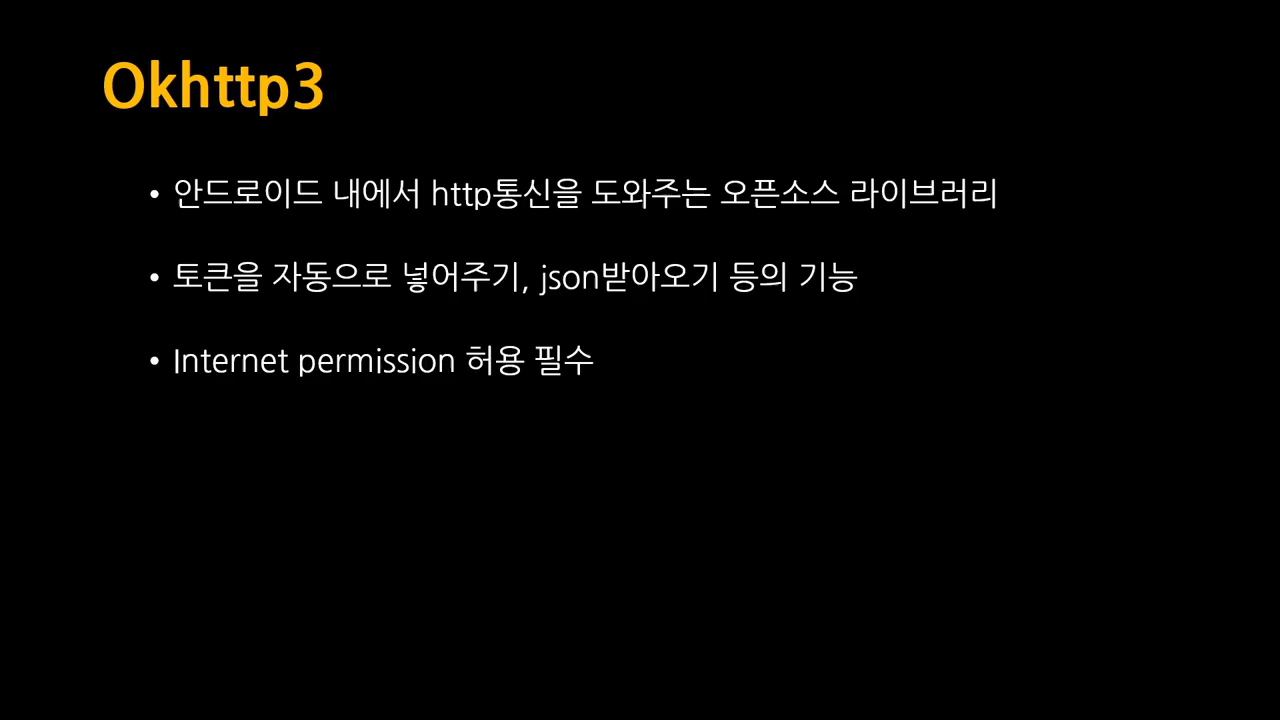 Okhttp3
• 안드로이드 내에서 http통신을 도와주는 오픈소스 라이브러리
• 토큰을 자동으로 넣어주기, json받아오기 등의 기능
• Internet permission 허용 필수